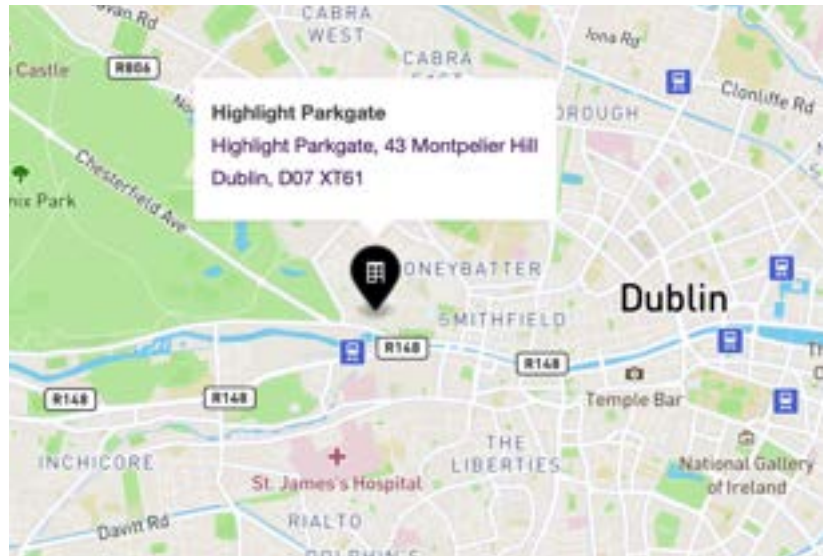 CABRA
WEST
Iona Rd
Castle
R806
CABRA
Clonliffe Rd
Highlight Parkgate
Highlight Parkgate, 43 Montpelier Hill
Dublin, D07 XT61
Chesterfield Ave
Park
SMITHFIELD
Dublin
R148
R148
R148
R148
Temple Bar
THE
LIBERTIES
INCHICORE
St. James's Hospital
National Gallery
of Ireland
Davitt Rd
RIALTO
DOLPHIN'S